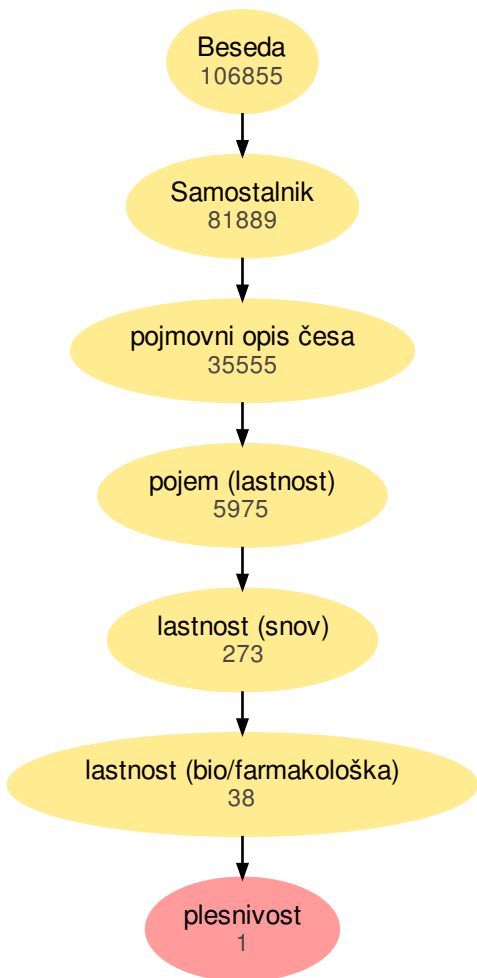 Beseda
106855
Samostalnik
81889
pojmovni opis česa
35555
pojem (lastnost)
5975
lastnost (snov)
273
lastnost (bio/farmakološka)
38
plesnivost
1